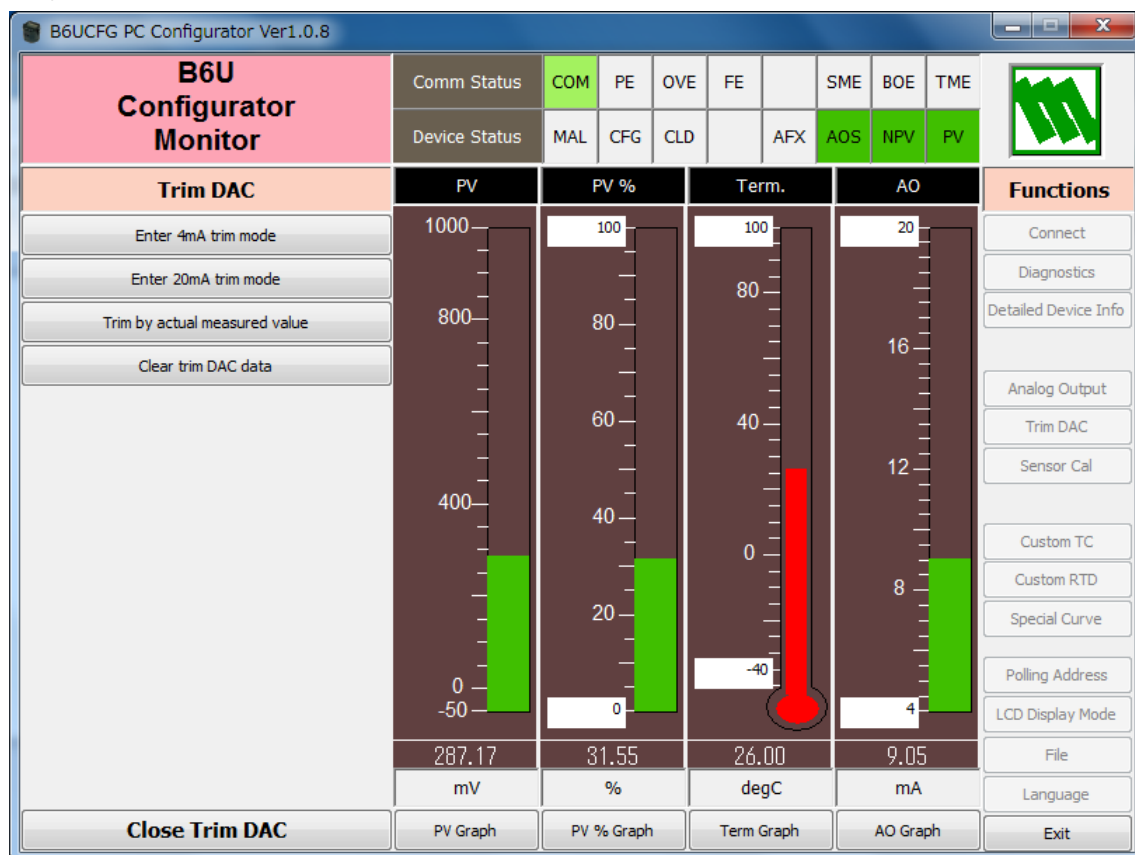 B6UCFG PC Configurator Ver1.0.8
B6U
Configurator
Monitor
Comm Status COM PE OVE FE SME BOE TME
Device Status MAL CFG CLD AFX AOS NPV PV
Trim DAC PV PV % Term. AO Functions
Enter 4mA trim mode
Enter 20mA trim mode
Trim by actual measured value
Clear trim DAC data
Close Trim DAC
1000
800
400
0
-50
287.17
mV
PV Graph
100
80
60
40
20
0
31.55
%
PV % Graph
100
80
40
0
-40
26.00
degC
Term Graph
20
16
12
8
4
9.05
mA
AO Graph
Connect
Diagnostics
Detailed Device Info
Analog Output
Trim DAC
Sensor Cal
Custom TC
Custom RTD
Special Curve
Polling Address
LCD Display Mode
File
Language
Exit